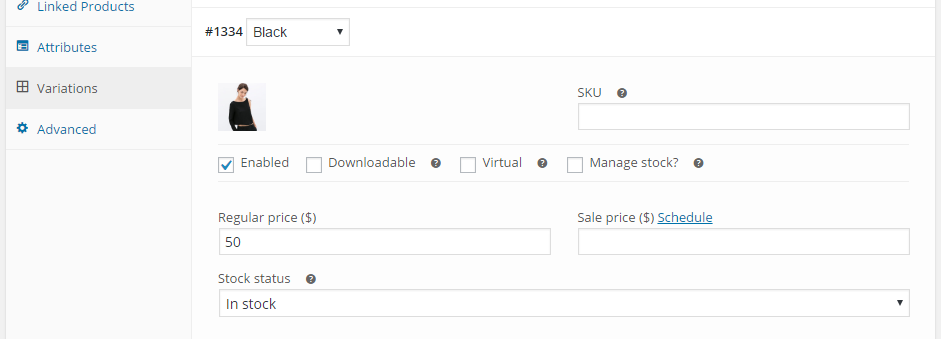 Linked Products
#1334 Black
Attributes
Variations
SKU
Advanced
Enabled Downloadable Virtual Manage stock?
Regular price ($) Sale price ($) Schedule
50
Stock status
In stock